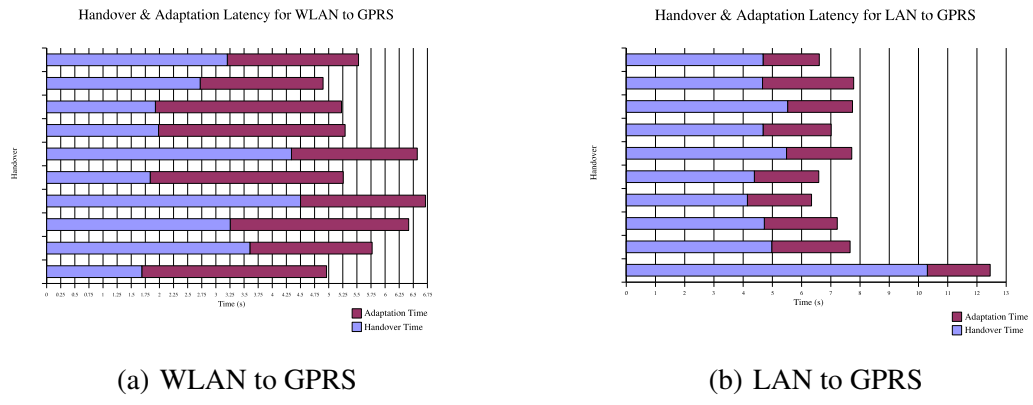 Handover & Adaptation Latency for WLAN to GPRS
Handover
0 0.25 0.5 0.75 1 1.25 1.5 1.75 2 2.25 2.5 2.75 3 3.25 3.5 3.75 4 4.25 4.5 4.75 5 5.25 5.5 5.75 6 6.25 6.5 6.75
Time (s)
Adaptation Time
Handover Time
(a) WLAN to GPRS
Handover & Adaptation Latency for LAN to GPRS
Handover
0 1 2 3 4 5 6 7 8 9 10 11 12 13
Time (s)
Adaptation Time
Handover Time
(b) LAN to GPRS